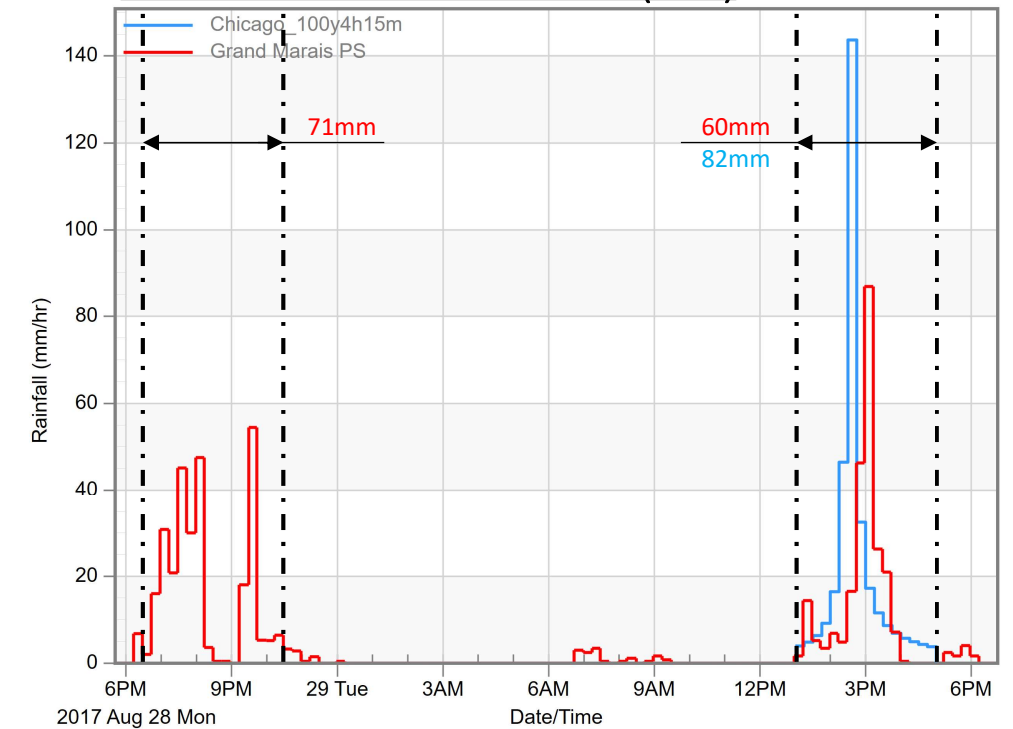 Chicago_100y4h15m
Grand Marais PS
140
120
100
80
60
40
20
0
71mm
60mm
82mm
Rainfall (mm/hr)
6PM 9PM 29 Tue 3AM 6AM 9AM 12PM 3PM 6PM
2017 Aug 28 Mon
Date/Time